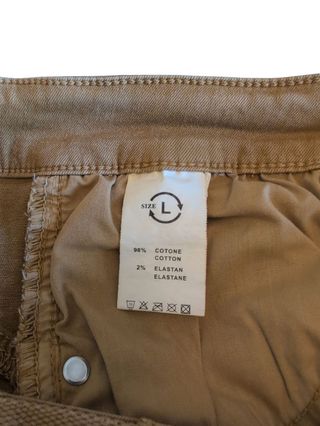 SIZE L
98% COTONE
COTTON
2% ELASTAN
ELASTANE